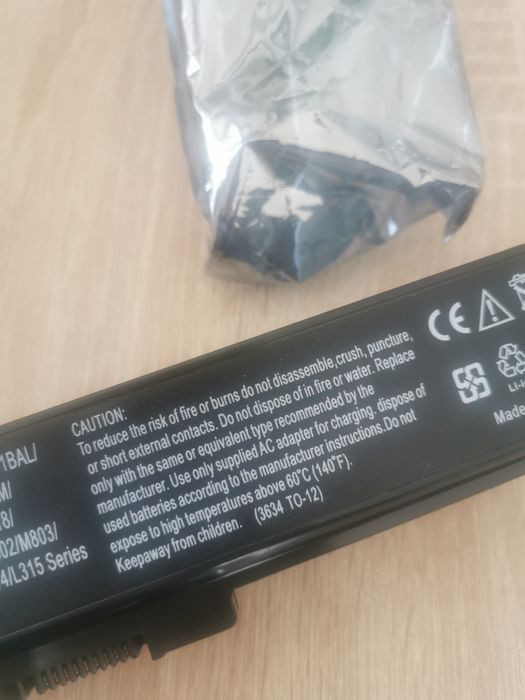 1BAL/
M/
18/
02/M803/
4/L315 Series
CAUTION:
To reduce the risk of fire or burns do not disassemble,crush, puncture,
or short external contacts. Do not dispose of in fire or water. Replace
only with the same or equivalent type recommended by the
manufacturer. Use only supplied AC adapter for charging. dispose of
used batteries according to the manufacturer instructions.Do not
expose to high temperatures above 60°C (140°F).
Keepaway from children. (3634 TO-12)
CE
Li-
Made